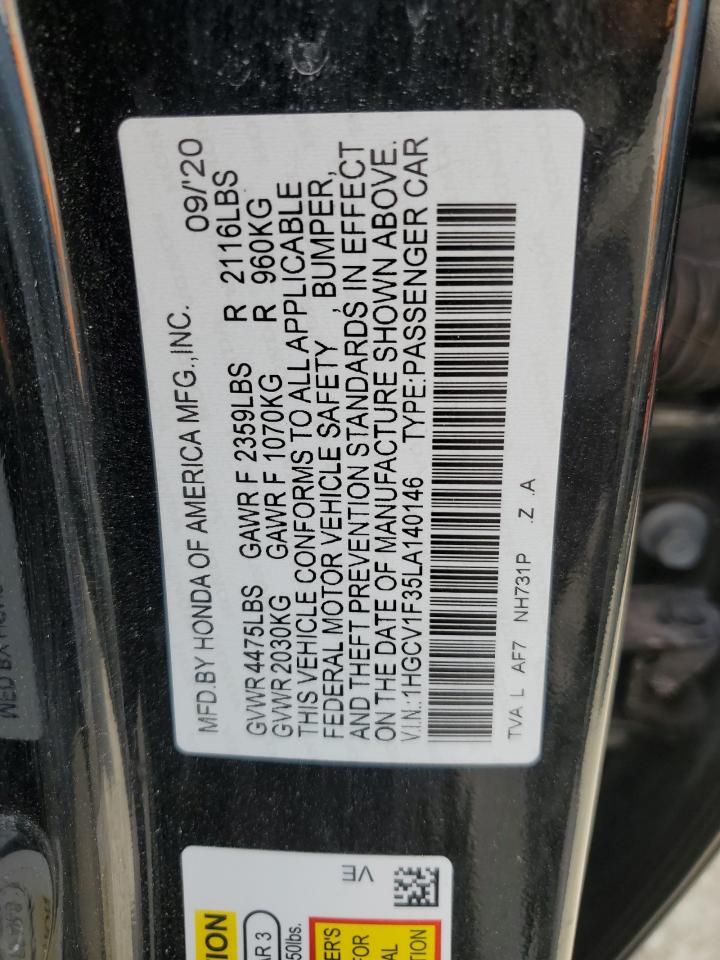 MFD.BY HONDA OF AMERICA MFG.,INC. 09/'20
GVWR 4475LBS GAWR F 2359LBS R 2116LBS
GVWR 2030KG GAWR F 1070KG R 960KG
THIS VEHICLE CONFORMS TO ALL APPLICABLE
FEDERAL MOTOR VEHICLE SAFETY , BUMPER,
AND THEFT PREVENTION STANDARDS IN EFFECT
ON THE DATE OF MANUFACTURE SHOWN ABOVE.
V.I.N.:1HGCV1F35LA140146 TYPE:PASSENGER CAR
TVA L AF7 NH731P .Z .A
VE